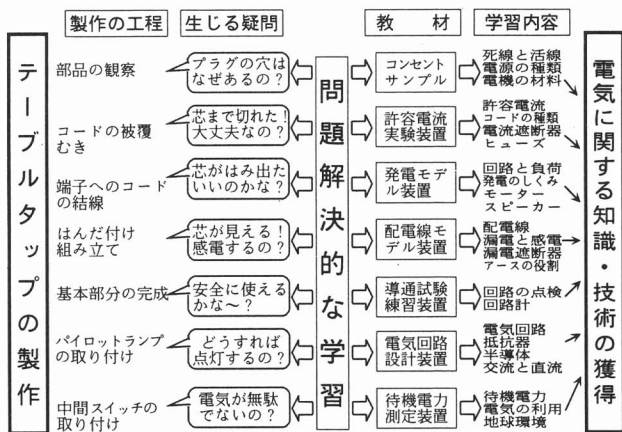 製作の工程
生じる疑問
教材
学習内容
テーブルタップの製作
問題解決的な学習
電気に関する知識・技術の獲得
部品の観察
プラグの穴は
なぜあるの？
コンセント
サンプル
死線と活線
電源の種類
電機の材料
コードの被覆
むき
芯まで切れた！
大丈夫なの？
許容電流
実験装置
許容電流
コードの種類
電流遮断器
ヒューズ
端子へのコード
の結線
芯がはみ出た
いいのかな？
発電モデ
ル装置
回路と負荷
発電のしくみ
モーター
スピーカー
はんだ付け
組み立て
芯が見える！
感電するの？
配電線モ
デル装置
配電線
漏電と感電
漏電遮断器
アースの役割
基本部分の完成
安全に使える
かな〜？
導通試験
練習装置
回路の点検
回路計
パイロットランプ
の取り付け
どうすれば
点灯するの？
電気回路
設計装置
電気回路
抵抗器
半導体
交流と直流
中間スイッチの
取り付け
電気が無駄
でないの？
待機電力
測定装置
待機電力
電気の利用
地球環境